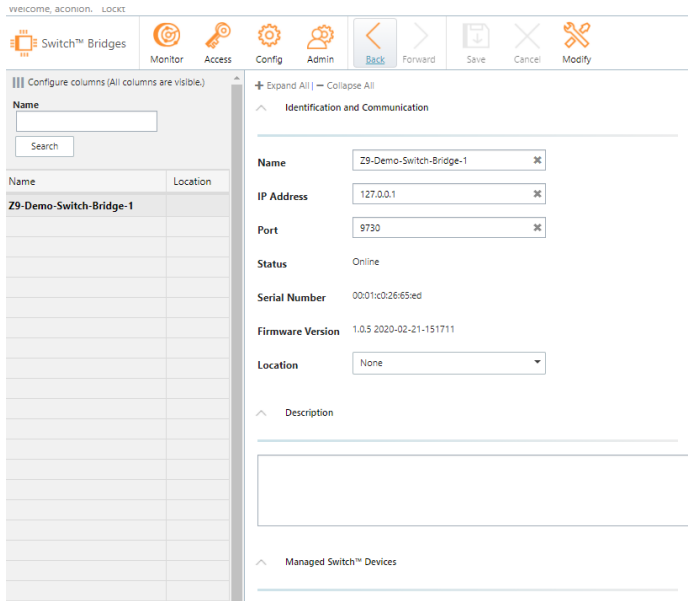 Welcome, aconlon. Lockt
Switch™ Bridges
Monitor Access Config Admin Back Forward Save Cancel Modify
Configure columns (All columns are visible.)
Name
Search
Name Location
Z9-Demo-Switch-Bridge-1
Expand All | Collapse All
Identification and Communication
Name Z9-Demo-Switch-Bridge-1
IP Address 127.0.0.1
Port 9730
Status Online
Serial Number 00:01:c0:26:65:ed
Firmware Version 1.0.5 2020-02-21-151711
Location None
Description
Managed Switch™ Devices